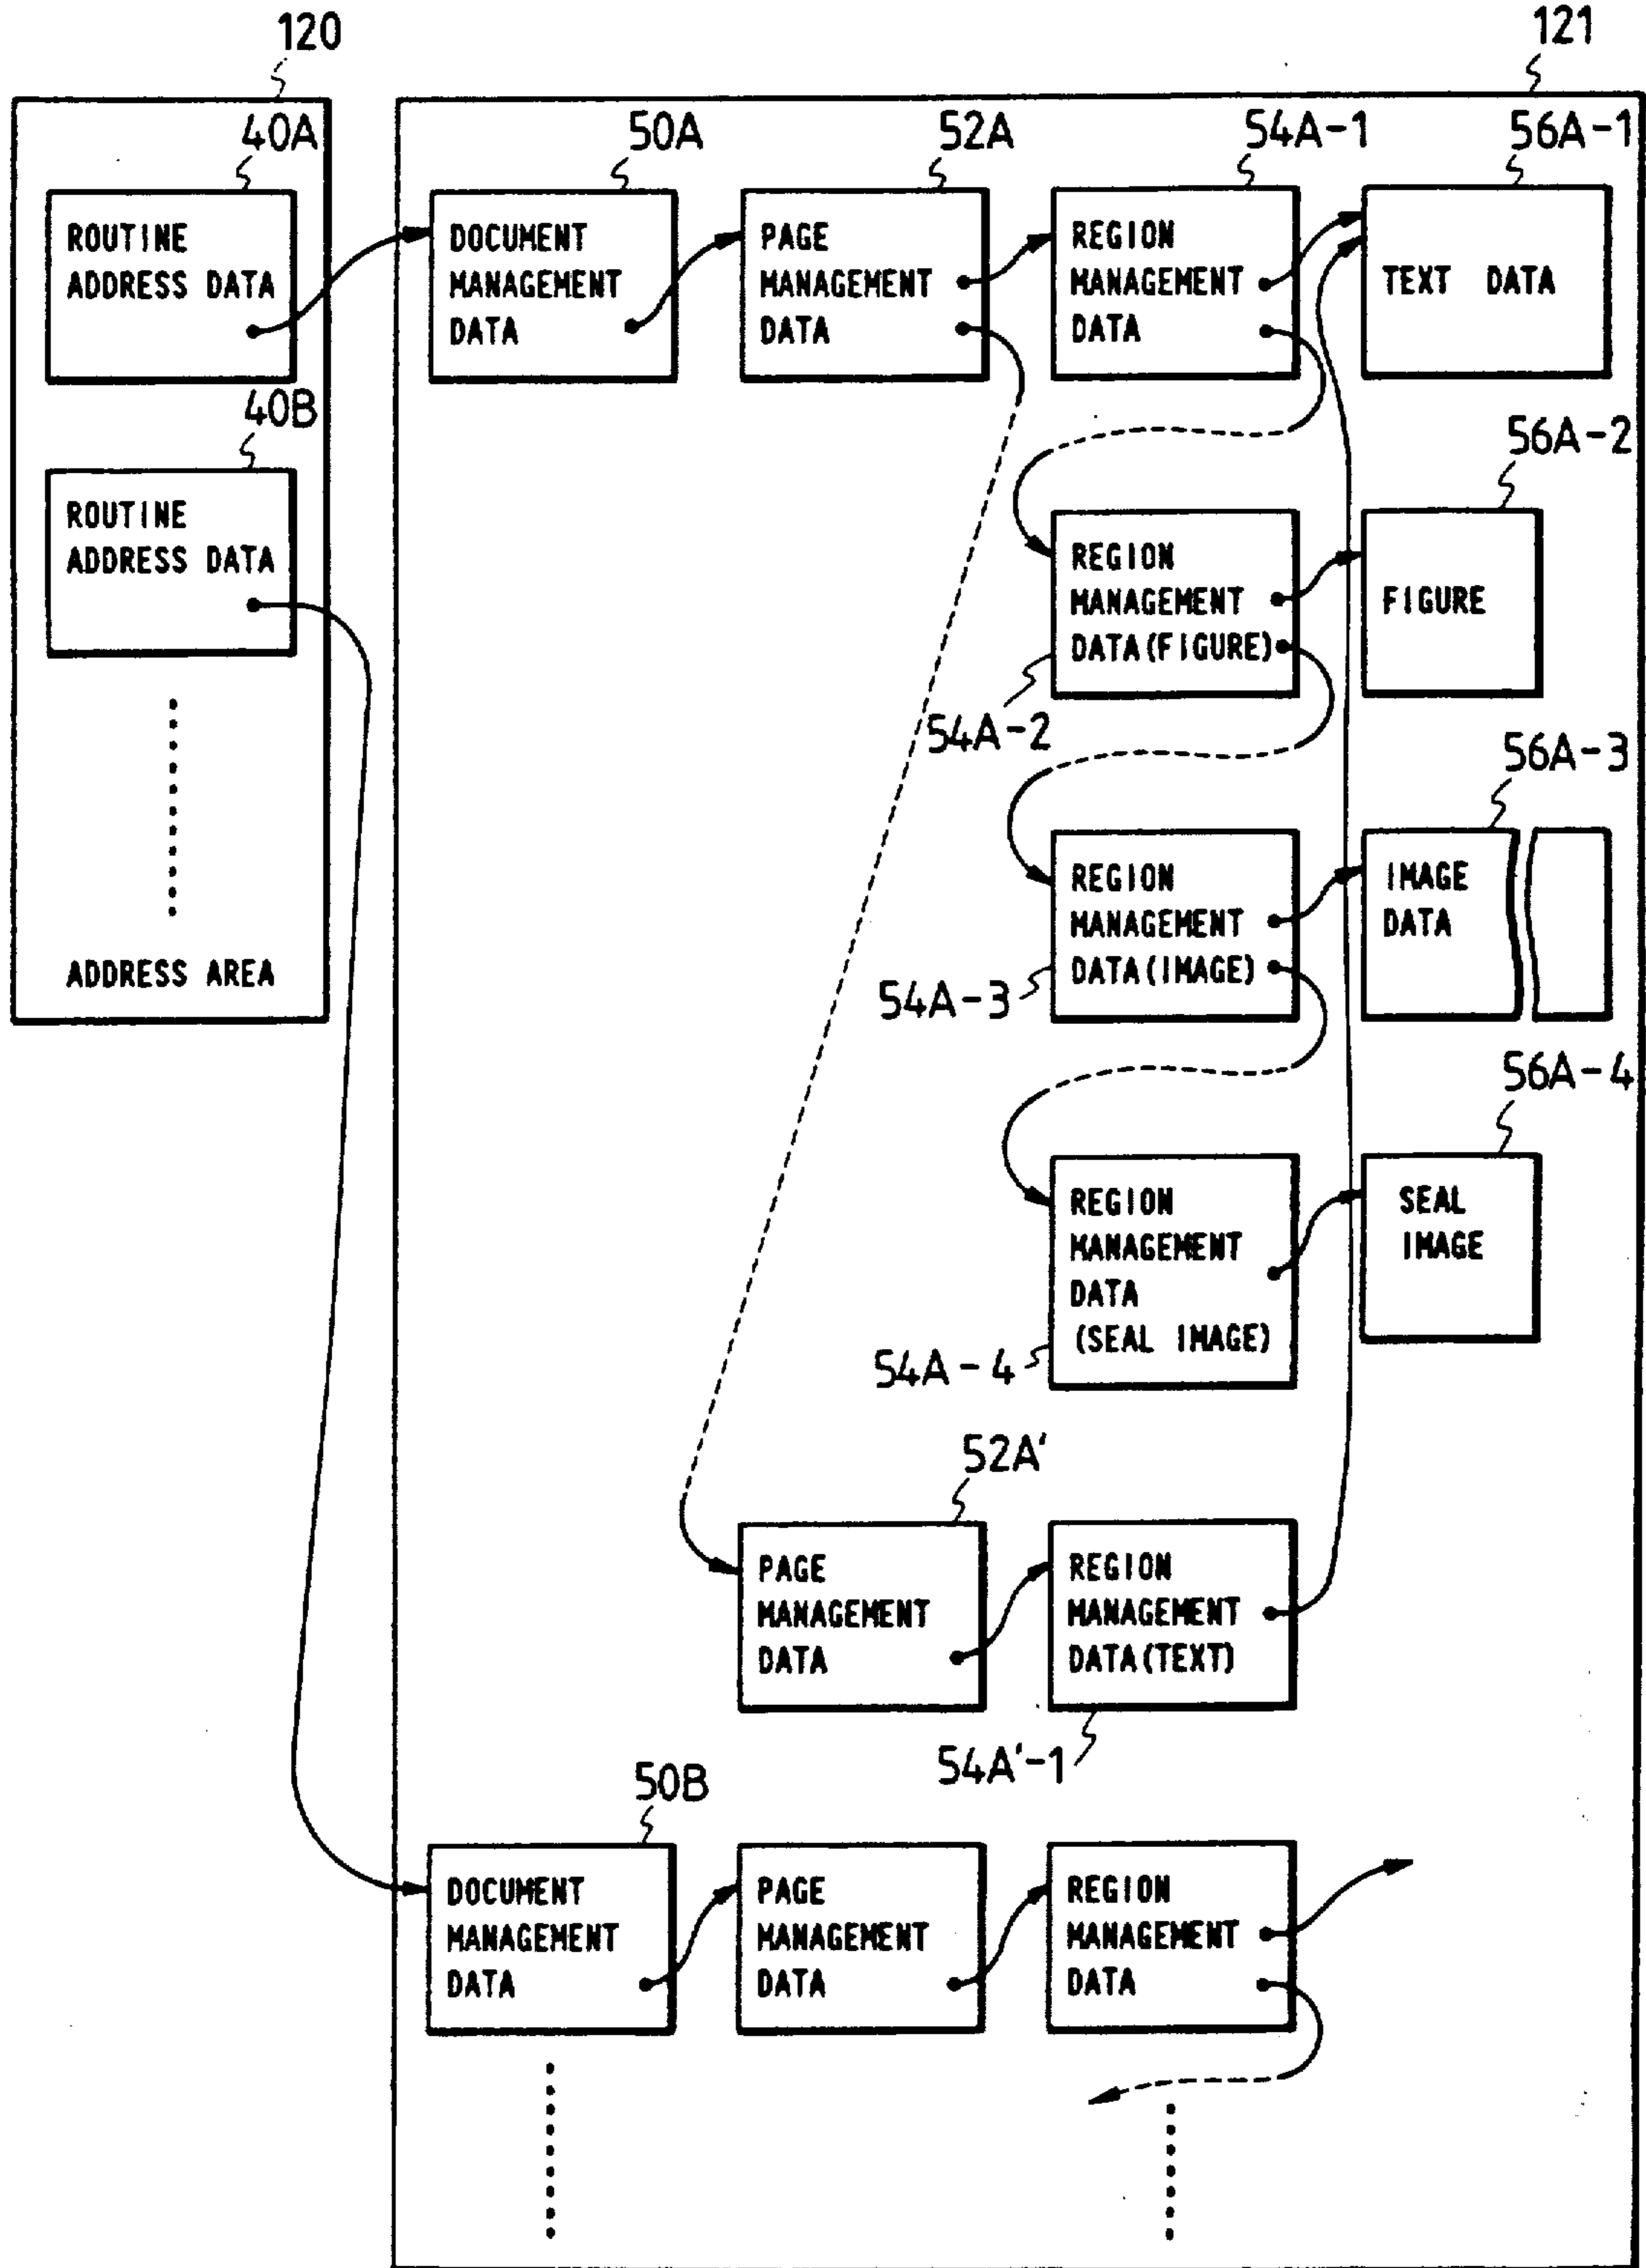 120
121
40A
50A
52A
54A-1
56A-1
ROUTINE
ADDRESS DATA
DOCUMENT
MANAGEMENT
DATA
PAGE
MANAGEMENT
DATA
REGION
MANAGEMENT
DATA
TEXT DATA
40B
ROUTINE
ADDRESS DATA
56A-2
REGION
MANAGEMENT
DATA(FIGURE)
FIGURE
54A-2
56A-3
REGION
MANAGEMENT
DATA(IMAGE)
IMAGE
DATA
ADDRESS AREA
54A-3
56A-4
REGION
MANAGEMENT
DATA
(SEAL IMAGE)
SEAL
IMAGE
54A-4
52A'
PAGE
MANAGEMENT
DATA
REGION
MANAGEMENT
DATA(TEXT)
54A'-1
50B
DOCUMENT
MANAGEMENT
DATA
PAGE
MANAGEMENT
DATA
REGION
MANAGEMENT
DATA